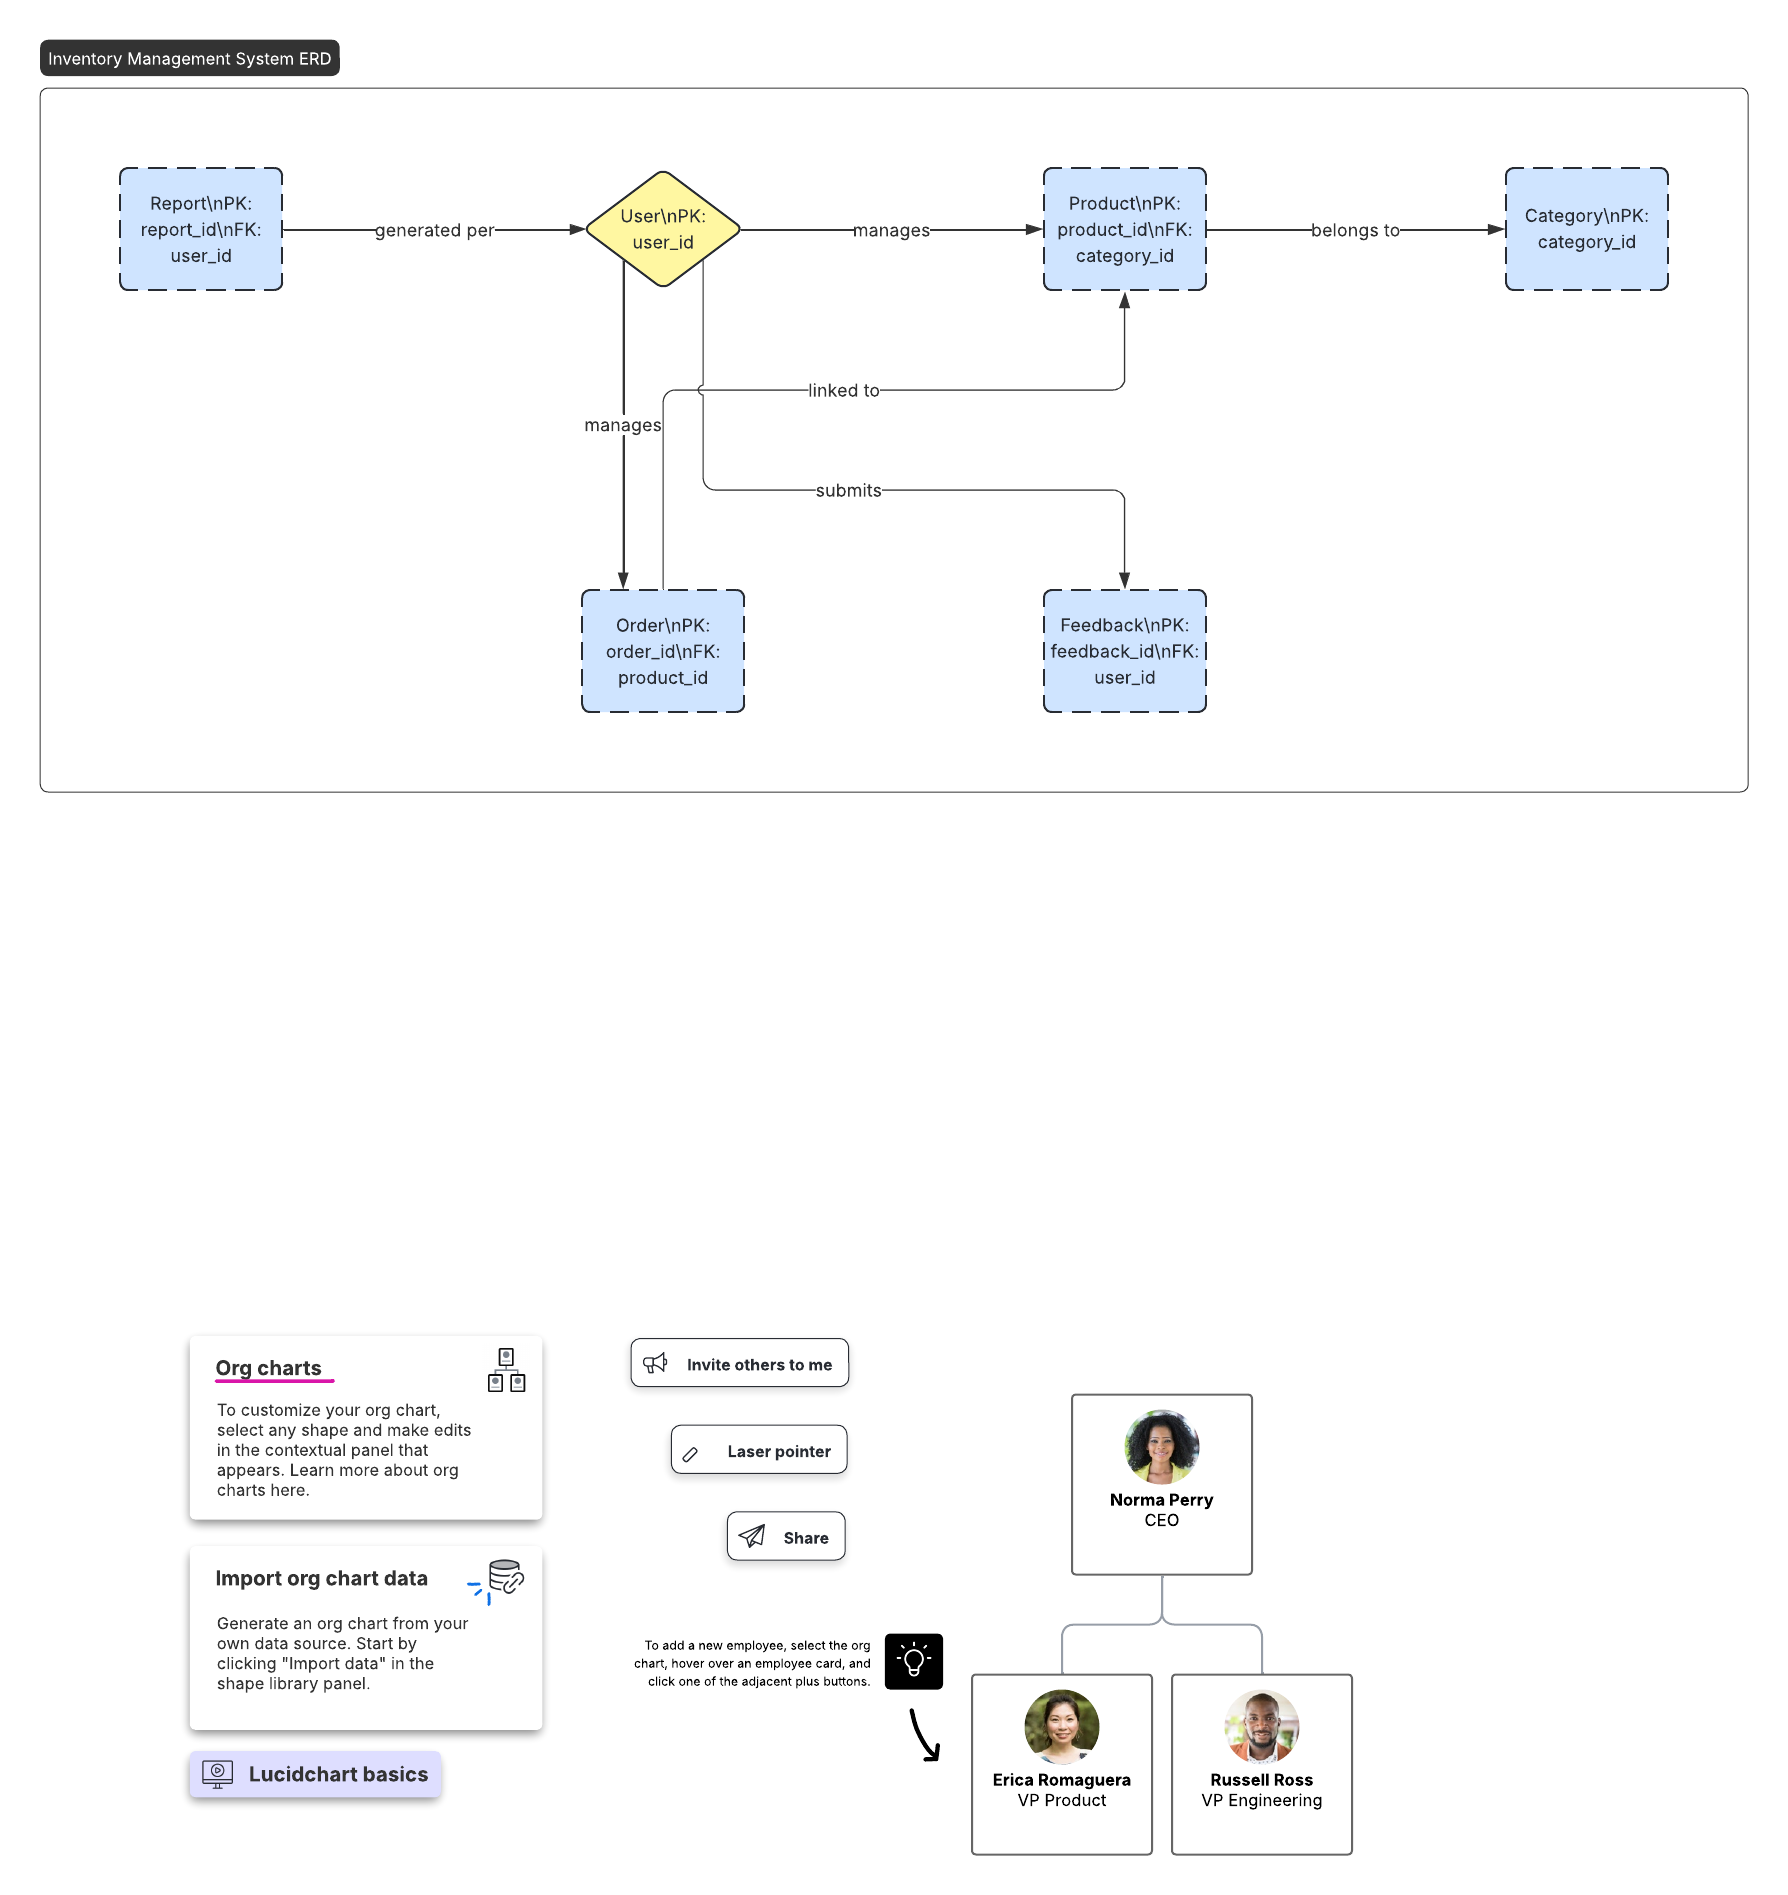 Inventory Management System ERD
Report\nPK:
report_id\nFK:
user_id
generated per
User\nPK:
user_id
manages
Product\nPK:
product_id\nFK:
category_id
belongs to
Category\nPK:
category_id
linked to
manages
submits
Order\nPK:
order_id\nFK:
product_id
Feedback\nPK:
feedback_id\nFK:
user_id
Org charts
To customize your org chart,
select any shape and make edits
in the contextual panel that
appears. Learn more about org
charts here.
Import org chart data
Generate an org chart from your
own data source. Start by
clicking "Import data" in the
shape library panel.
Lucidchart basics
Invite others to me
Laser pointer
Share
To add a new employee, select the org
chart, hover over an employee card, and
click one of the adjacent plus buttons.
Norma Perry
CEO
Erica Romaguera
VP Product
Russell Ross
VP Engineering